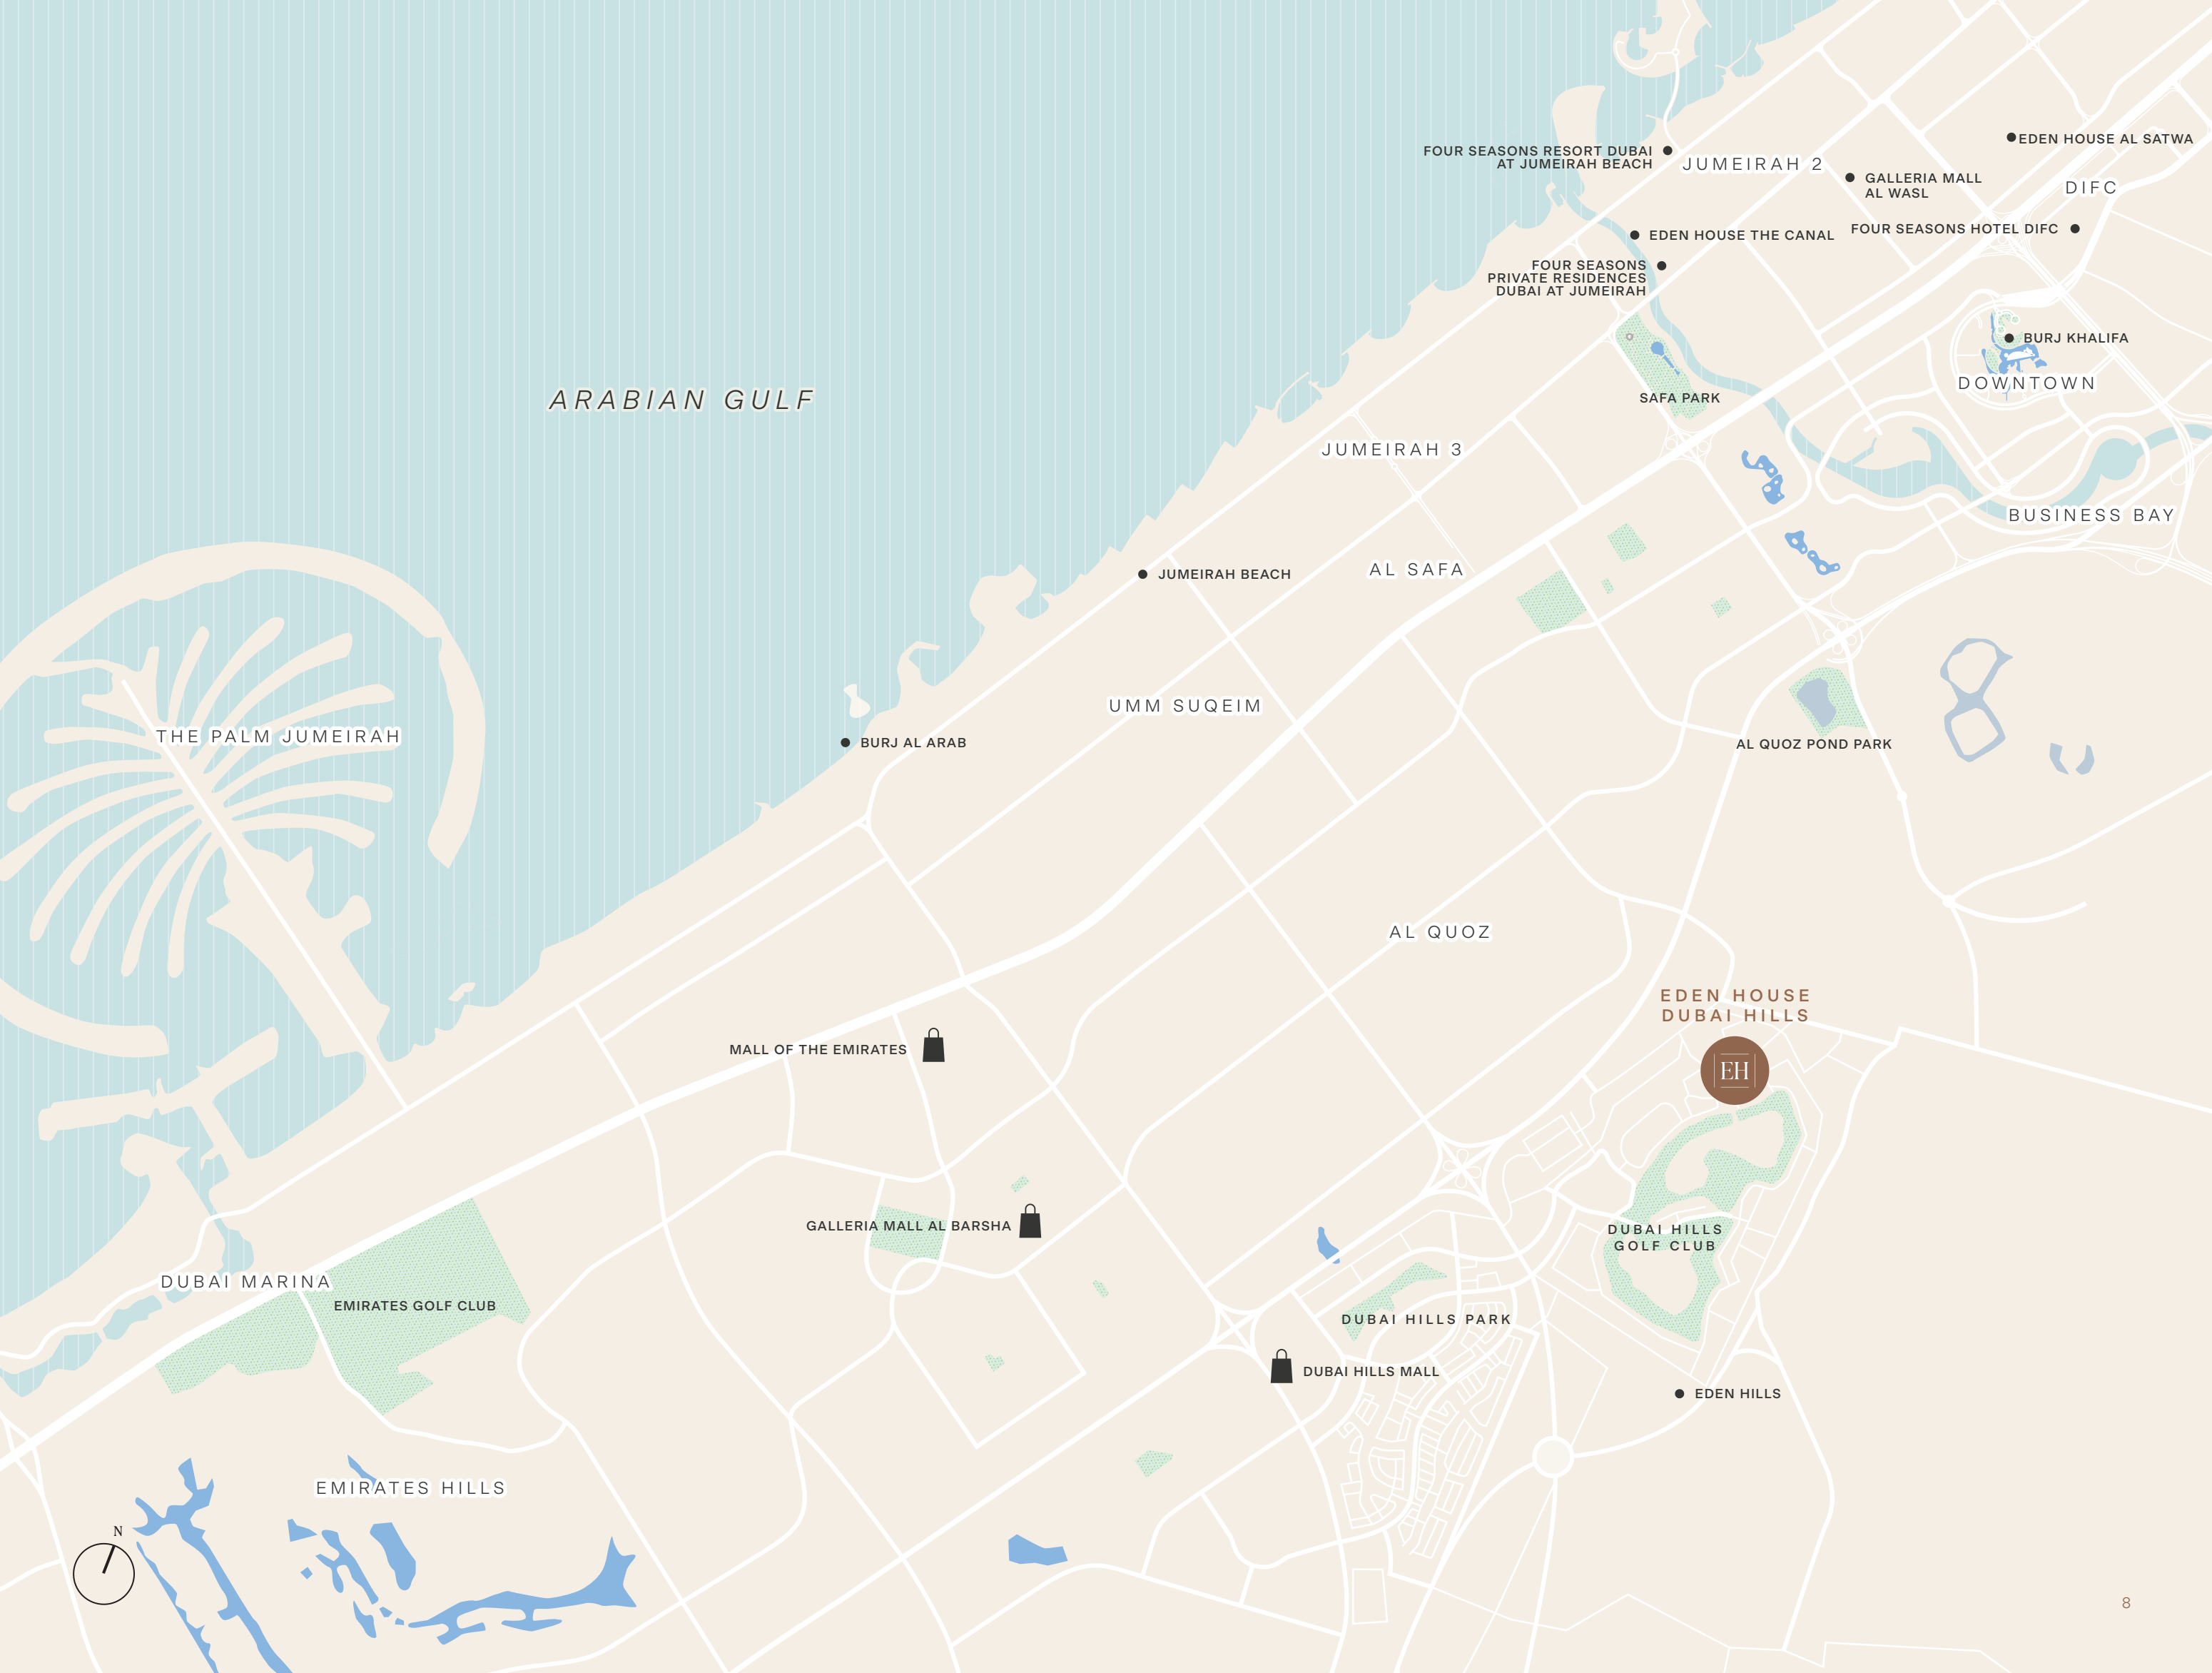 FOUR SEASONS RESORT DUBAI
AT JUMEIRAH BEACH
JUMEIRAH 2
EDEN HOUSE AL SATWA
GALLERIA MALL
AL WASL
DIFC
EDEN HOUSE THE CANAL
FOUR SEASONS HOTEL DIFC
FOUR SEASONS
PRIVATE RESIDENCES
DUBAI AT JUMEIRAH
BURJ KHALIFA
DOWNTOWN
SAFA PARK
ARABIAN GULF
JUMEIRAH 3
BUSINESS BAY
JUMEIRAH BEACH
AL SAFA
UMM SUQEIM
THE PALM JUMEIRAH
BURJ AL ARAB
AL QUOZ POND PARK
AL QUOZ
EDEN HOUSE
DUBAI HILLS
EH
MALL OF THE EMIRATES
GALLERIA MALL AL BARSHA
DUBAI HILLS
GOLF CLUB
DUBAI MARINA
EMIRATES GOLF CLUB
DUBAI HILLS PARK
DUBAI HILLS MALL
EDEN HILLS
EMIRATES HILLS
N
8